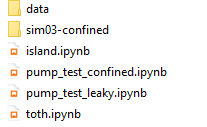 data
sim03-confined
island.ipynb
pump_test_confined.ipynb
pump_test_leaky.ipynb
toth.ipynb